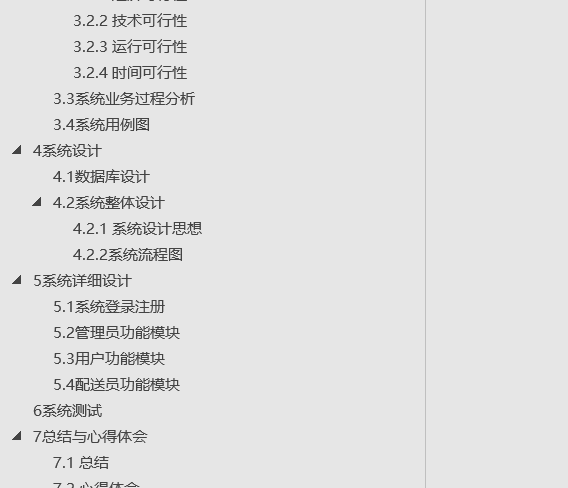 3.2.2 技术可行性
3.2.3 运行可行性
3.2.4 时间可行性
3.3系统业务过程分析
3.4系统用例图
4系统设计
4.1数据库设计
4.2系统整体设计
4.2.1 系统设计思想
4.2.2系统流程图
5系统详细设计
5.1系统登录注册
5.2管理员功能模块
5.3用户功能模块
5.4配送员功能模块
6系统测试
7总结与心得体会
7.1 总结
7.2 心得体会